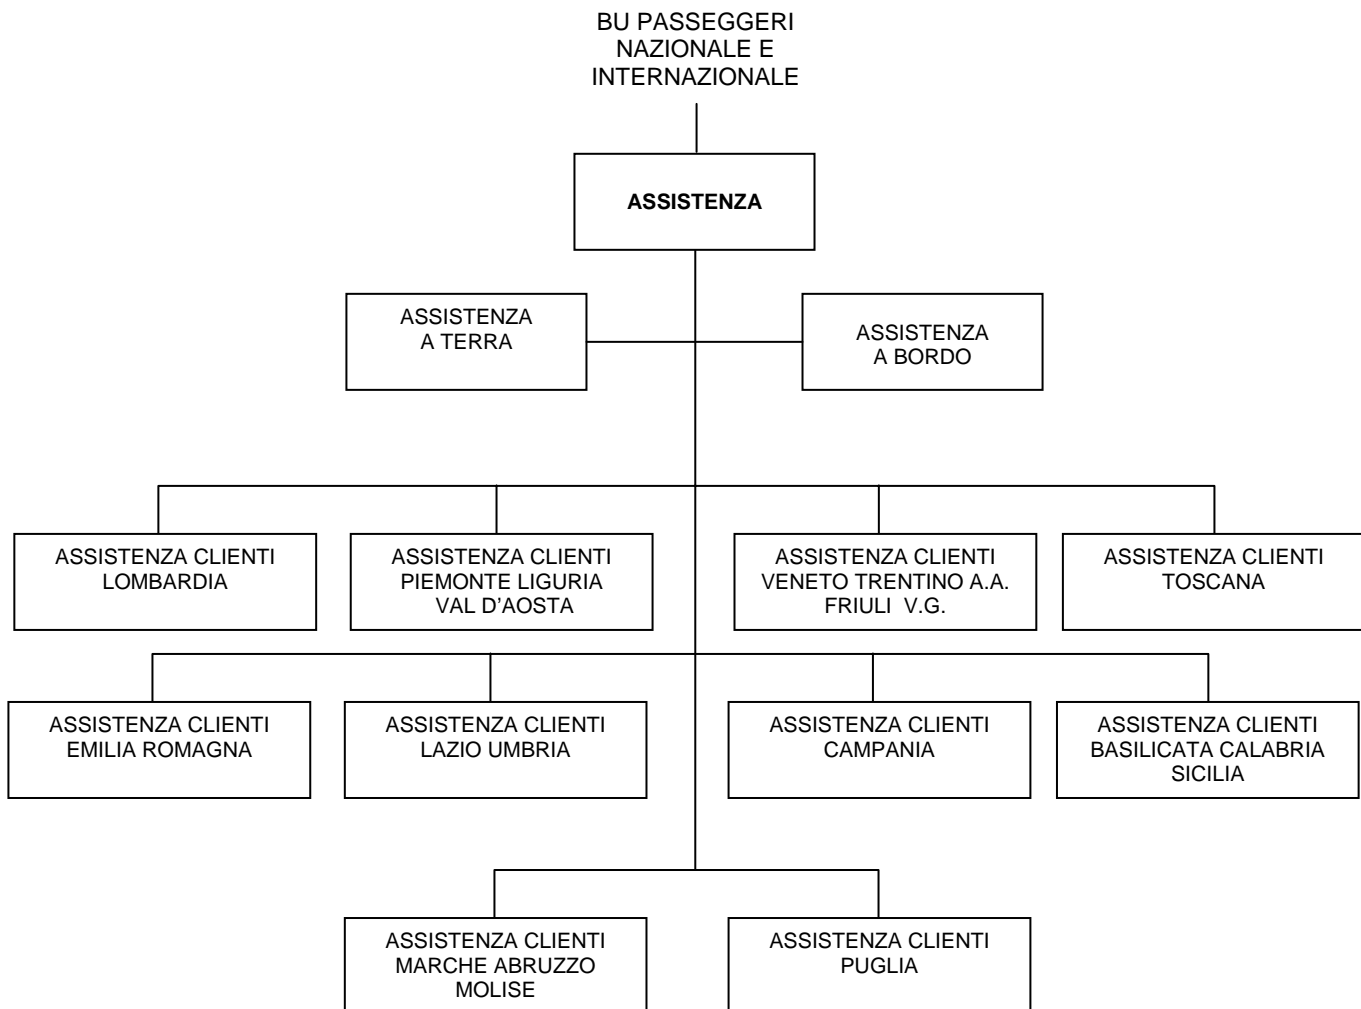 BU PASSEGGERI
NAZIONALE E
INTERNAZIONALE
ASSISTENZA
ASSISTENZA
A TERRA
ASSISTENZA
A BORDO
ASSISTENZA CLIENTI
LOMBARDIA
ASSISTENZA CLIENTI
PIEMONTE LIGURIA
VAL D’AOSTA
ASSISTENZA CLIENTI
VENETO TRENTINO A.A.
FRIULI V.G.
ASSISTENZA CLIENTI
TOSCANA
ASSISTENZA CLIENTI
EMILIA ROMAGNA
ASSISTENZA CLIENTI
LAZIO UMBRIA
ASSISTENZA CLIENTI
CAMPANIA
ASSISTENZA CLIENTI
BASILICATA CALABRIA
SICILIA
ASSISTENZA CLIENTI
MARCHE ABRUZZO
MOLISE
ASSISTENZA CLIENTI
PUGLIA